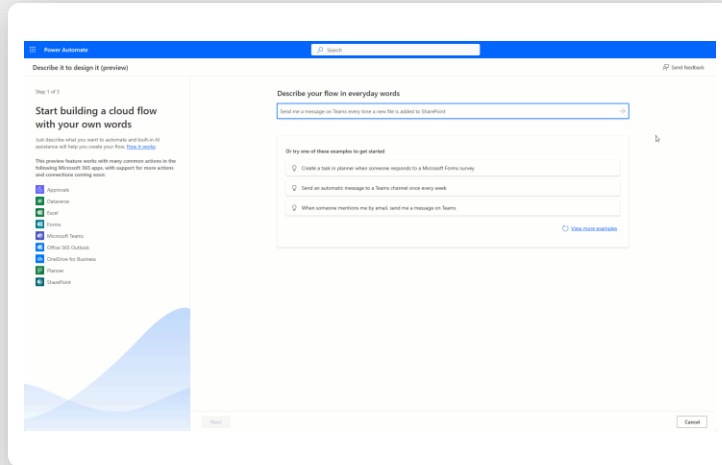 Power Automate
Search
Describe it to design it (preview)
Send feedback
Step 1 of 3
Start building a cloud flow
with your own words
Just describe what you want to automate and built-in AI
assistance will help you create your flow. How it works
This preview feature works with many common actions in the
following Microsoft 365 apps, with support for more actions
and connections coming soon:
Approvals
Dataverse
Excel
Forms
Microsoft Teams
Office 365 Outlook
OneDrive for Business
Planner
SharePoint
Describe your flow in everyday words
Send me a message on Teams every time a new file is added to SharePoint
Or try one of these examples to get started
Create a task in planner when someone responds to a Microsoft Forms survey
Send an automatic message to a Teams channel once every week
When someone mentions me by email, send me a message on Teams
View more examples
Next
Cancel